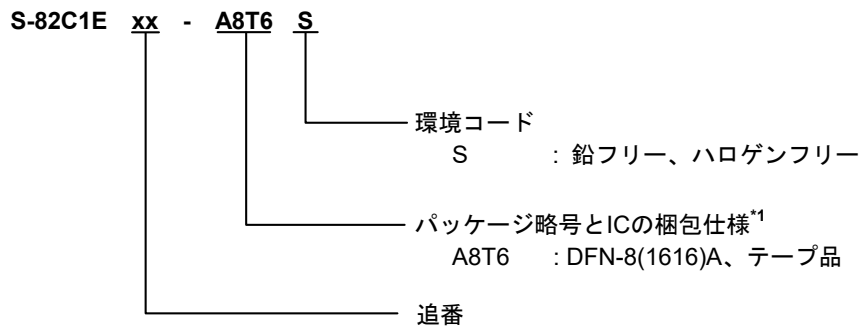 S-82C1E xx - A8T6 S
環境コード
S : 鉛フリー、ハロゲンフリー
パッケージ略号とICの梱包仕様*1
A8T6 : DFN-8(1616)A、テープ品
追番